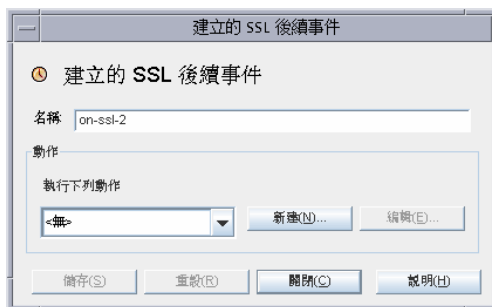 建立的 SSL 後續事件
建立的 SSL 後續事件
名稱: on-ssl-2
動作
執行下列動作
<無>
新建(N)...
編輯(E)...
儲存(S)
重設(R)
關閉(C)
說明(H)